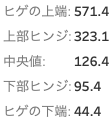 ヒゲの上端: 571.4
上部ヒンジ: 323.1
中央値: 126.4
下部ヒンジ: 95.4
ヒゲの下端: 44.4